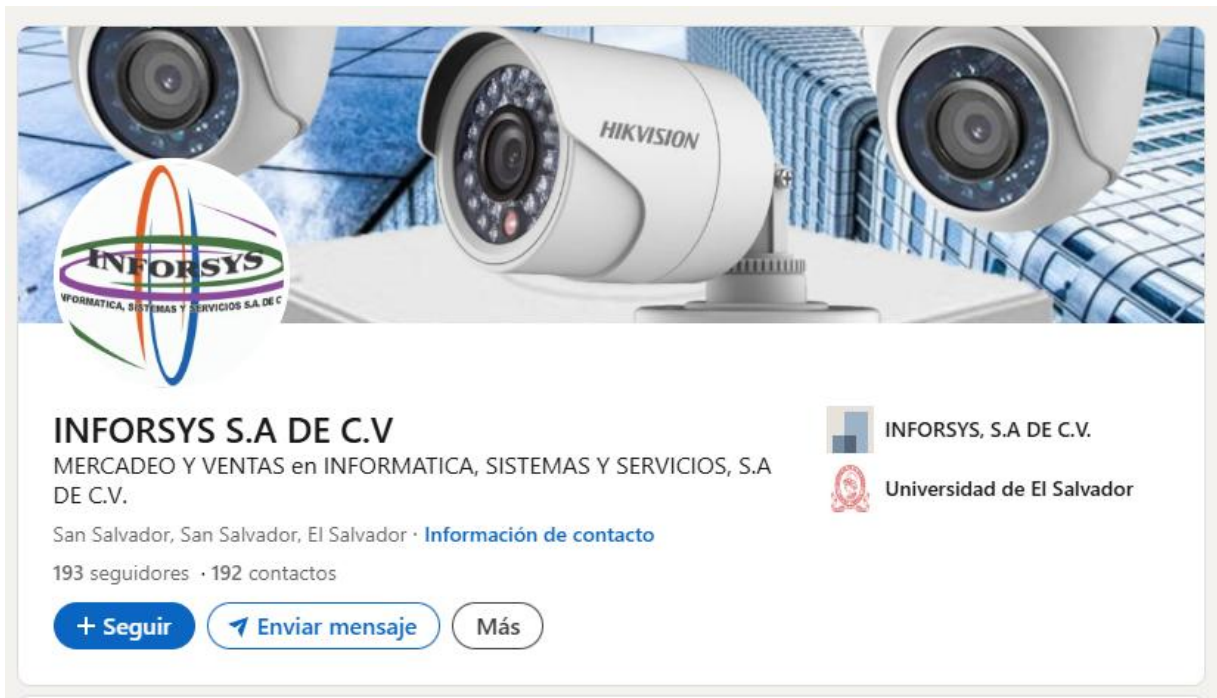 HIKVISION
INFORSYS
INFORMATICA, SISTEMAS Y SERVICIOS S.A. DE C
INFORSYS S.A DE C.V
MERCADEO Y VENTAS en INFORMATICA, SISTEMAS Y SERVICIOS, S.A
DE C.V.
San Salvador, San Salvador, El Salvador · Información de contacto
193 seguidores · 192 contactos
+ Seguir
Enviar mensaje
Más
INFORSYS, S.A DE C.V.
Universidad de El Salvador